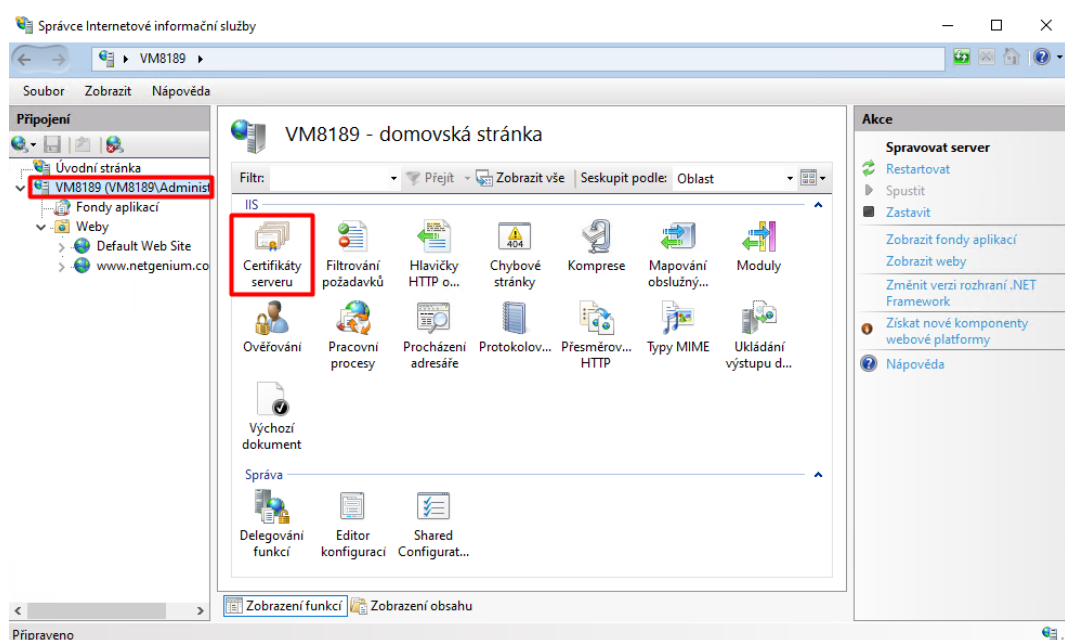 Správce Internetové informační služby
VM8189
Soubor Zobrazit Nápověda
Připojení
Úvodní stránka
VM8189 (VM8189\Administ
Fondy aplikací
Weby
Default Web Site
www.netgenium.co
VM8189 - domovská stránka
Filtr: Přejít Zobrazit vše Seskupit podle: Oblast
IIS
Certifikáty serveru
Filtrování požadavků
Hlavičky HTTP o...
Chybové stránky
404
Komprese
Mapování obslužný...
Moduly
Ověřování
Pracovní procesy
Procházení adresáře
Protokolov...
Přesměrov... HTTP
Typy MIME
Ukládání výstupu d...
Výchozí dokument
Správa
Delegování funkcí
Editor konfigurací
Shared Configurat...
Zobrazení funkcí Zobrazení obsahu
Akce
Spravovat server
Restartovat
Spustit
Zastavit
Zobrazit fondy aplikací
Zobrazit weby
Změnit verzi rozhraní .NET
Framework
Získat nové komponenty
webové platformy
Nápověda
Připraveno